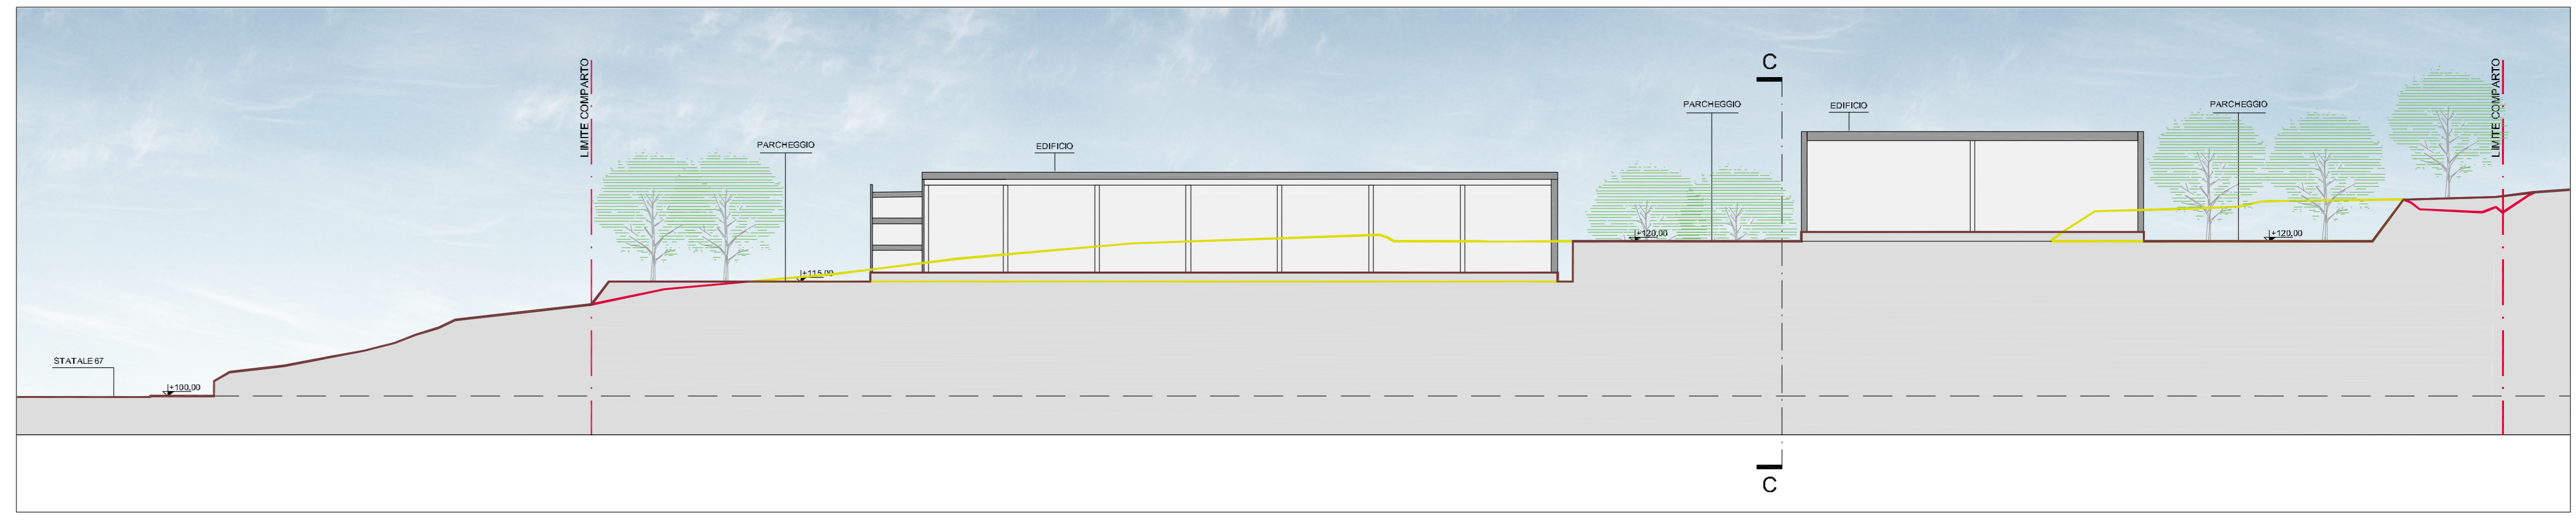 C
LIMITE COMPARTO
LIMITE COMPARTO
PARCHEGGIO
EDIFICIO
PARCHEGGIO
PARCHEGGIO
EDIFICIO
+120,00
+120,00
+115,00
STATALE 67
+100,00
C